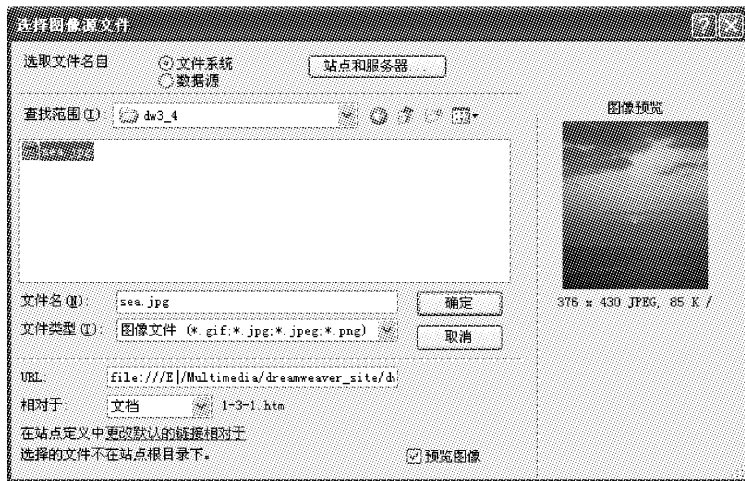 选择图像源文件
选取文件名自
文件系统
数据源
站点和服务器
查找范围(I):
dw3_4
图像预览
sea.jpg
文件名(N):
sea.jpg
确定
376 x 430 JPEG, 85 K /
文件类型(T):
图像文件 (*.gif;*.jpg;*.jpeg;*.png)
取消
URL:
file:///E|/Multimedia/dreamweaver_site/dw
相对于:
文档
1-3-1.htm
在站点定义中更改默认的链接相对于
选择的文件不在站点根目录下。
预览图像